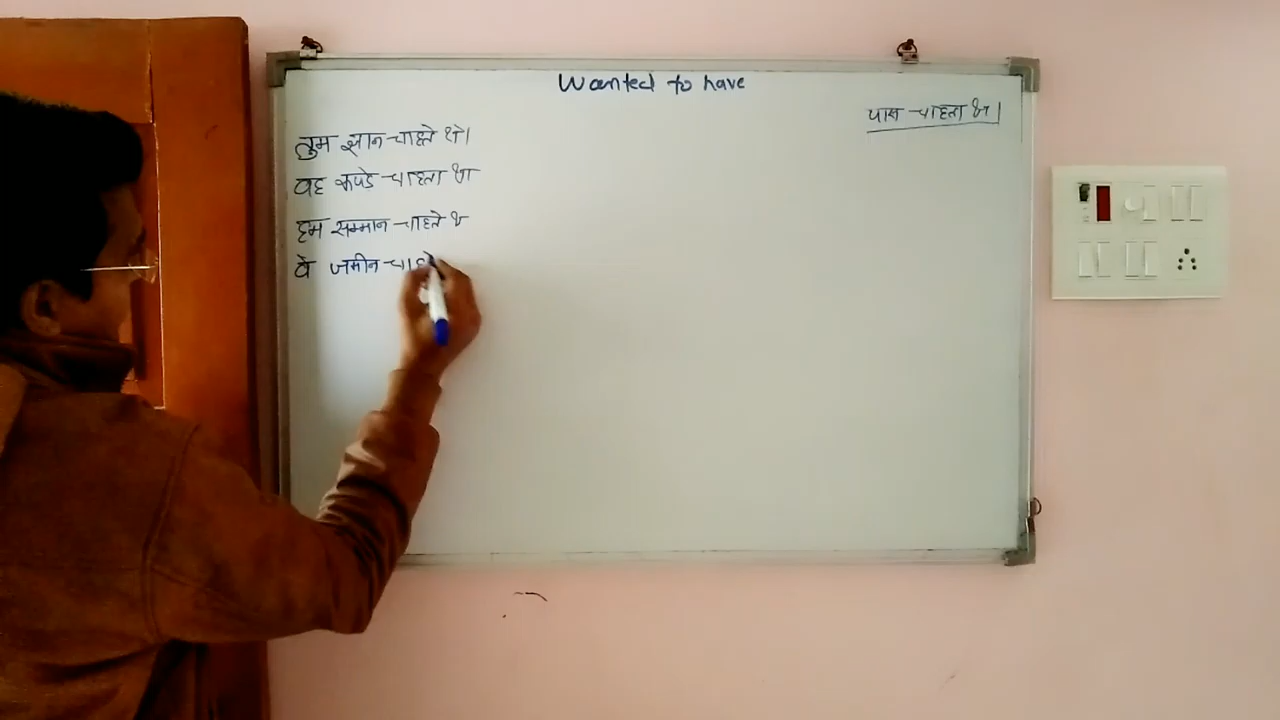 Wanted to have
पास चाहता था।
तुम ज्ञान चाहते थे।
वह कपडे चाहता था
हम सम्मान चाहते थे
वे जमीन चाह